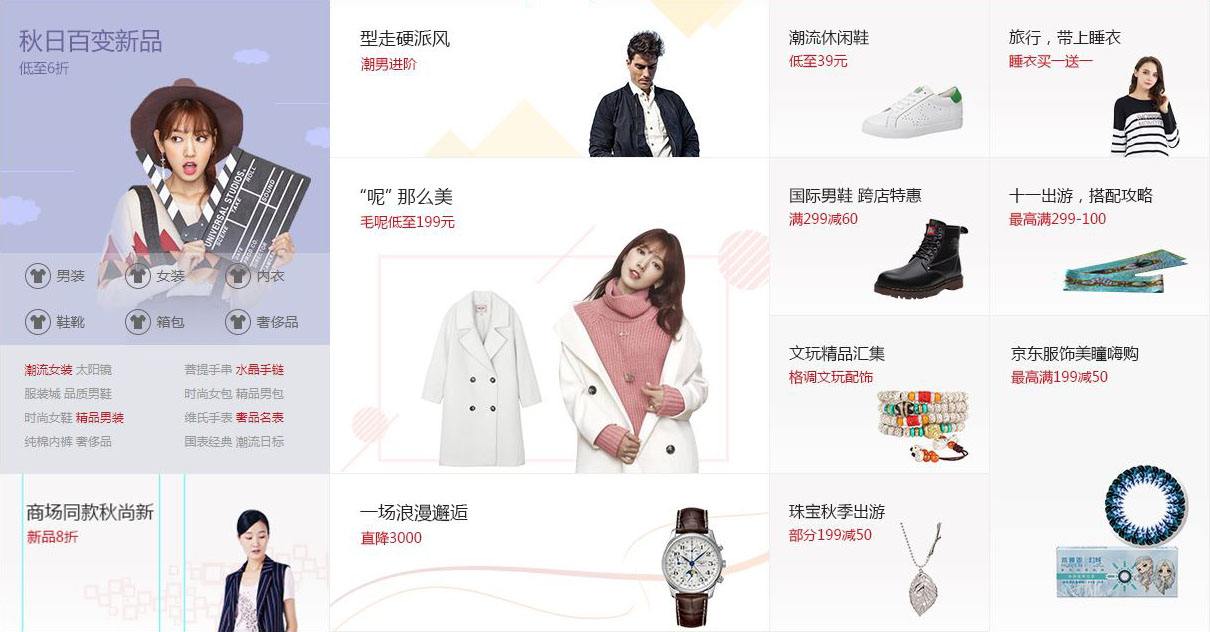 秋日百变新品
低至6折
UNIVERSAL STUDIOS.
ROLL
SOUND
TAKE
SCENE
男装
女装
内衣
鞋靴
箱包
奢侈品
潮流女装 太阳镜
菩提手串 水晶手链
服装城 品质男鞋
时尚女包 精品男包
时尚女鞋 精品男装
维氏手表 奢品名表
纯棉内裤 奢侈品
国表经典 潮流日标
商场同款秋尚新
新品8折
型走硬派风
潮男进阶
“呢” 那么美
毛呢低至199元
一场浪漫邂逅
直降3000
潮流休闲鞋
低至39元
旅行，带上睡衣
睡衣买一送一
国际男鞋 跨店特惠
满299减60
十一出游，搭配攻略
最高满299-100
文玩精品汇集
格调文玩配饰
京东服饰美瞳嗨购
最高满199减50
珠宝秋季出游
部分199减50